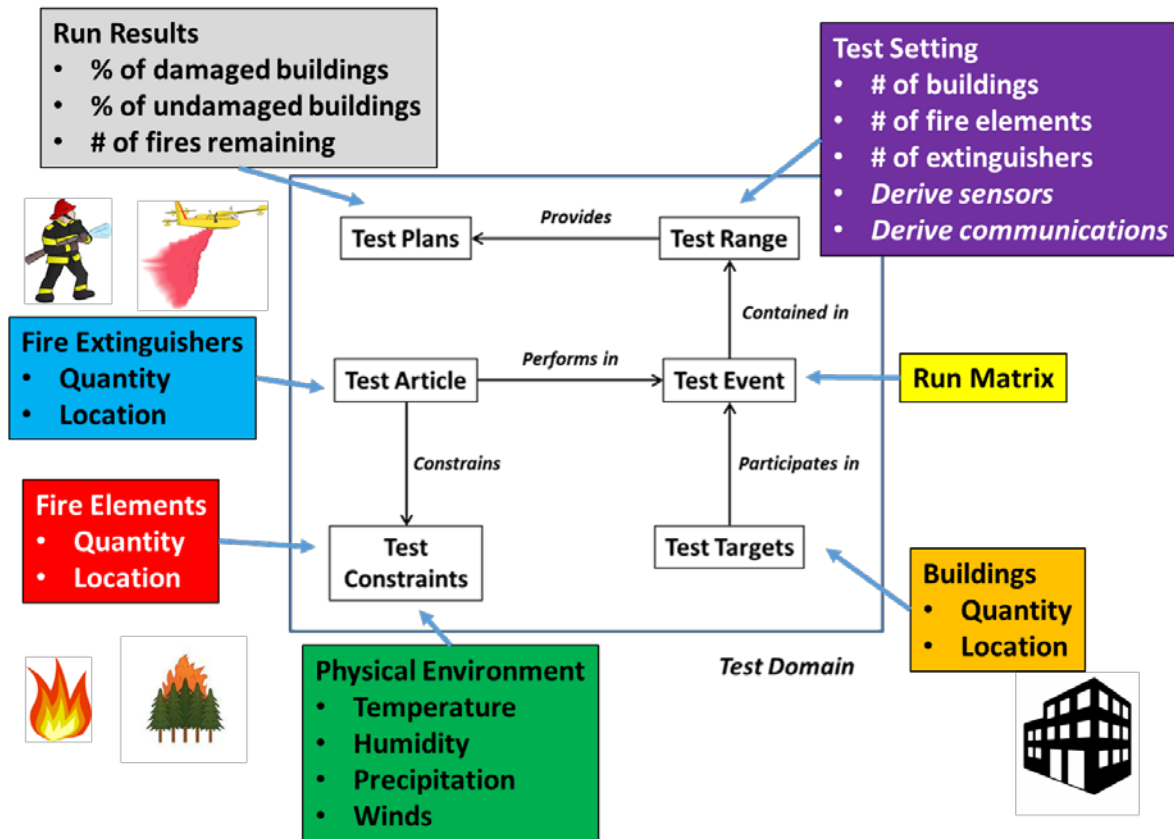 Run Results
• % of damaged buildings
• % of undamaged buildings
• # of fires remaining
Test Setting
• # of buildings
• # of fire elements
• # of extinguishers
• Derive sensors
• Derive communications
Test Plans
Provides
Test Range
Contained in
Fire Extinguishers
• Quantity
• Location
Test Article
Performs in
Test Event
Run Matrix
Constrains
Participates in
Fire Elements
• Quantity
• Location
Test
Constraints
Test Targets
Buildings
• Quantity
• Location
Physical Environment
• Temperature
• Humidity
• Precipitation
• Winds
Test Domain